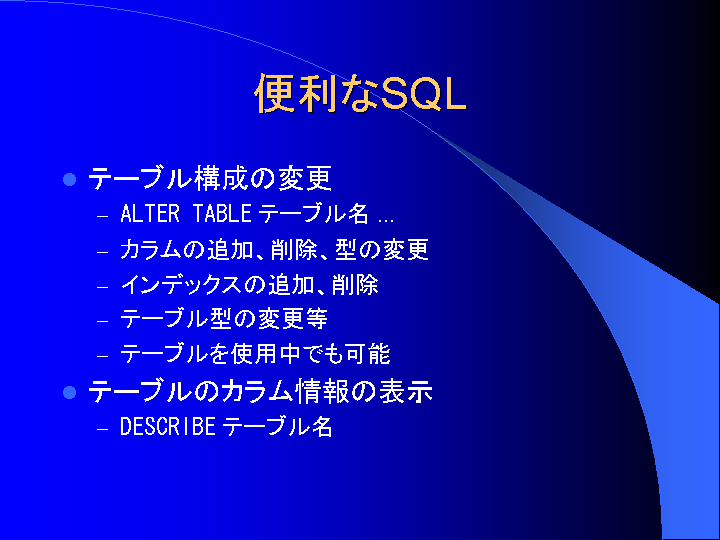 便利なSQL
テーブル構成の変更
– ALTER TABLE テーブル名 ...
– カラムの追加、削除、型の変更
– インデックスの追加、削除
– テーブル型の変更等
– テーブルを使用中でも可能
テーブルのカラム情報の表示
– DESCRIBE テーブル名